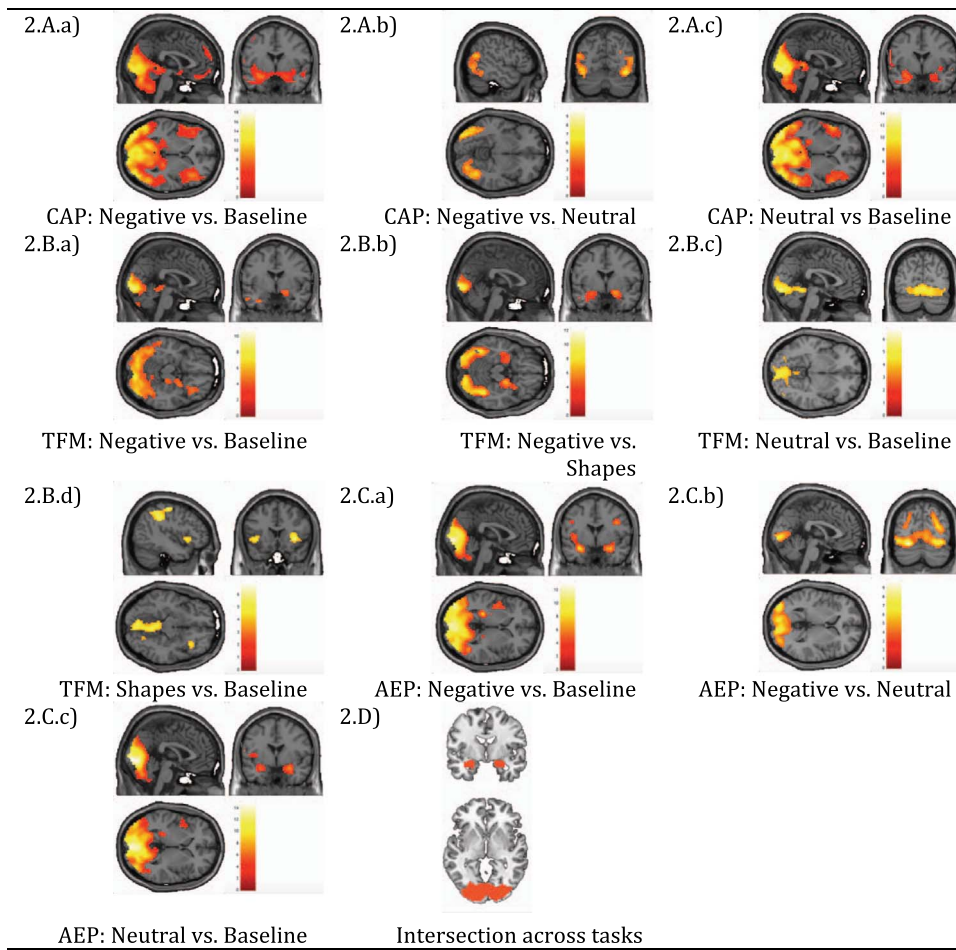 2.A.a)
2.A.b)
2.A.c)
CAP: Negative vs. Baseline
CAP: Negative vs. Neutral
CAP: Neutral vs Baseline
2.B.a)
2.B.b)
2.B.c)
TFM: Negative vs. Baseline
TFM: Negative vs.
Shapes
TFM: Neutral vs. Baseline
2.B.d)
2.C.a)
2.C.b)
TFM: Shapes vs. Baseline
AEP: Negative vs. Baseline
AEP: Negative vs. Neutral
2.C.c)
2.D)
AEP: Neutral vs. Baseline
Intersection across tasks